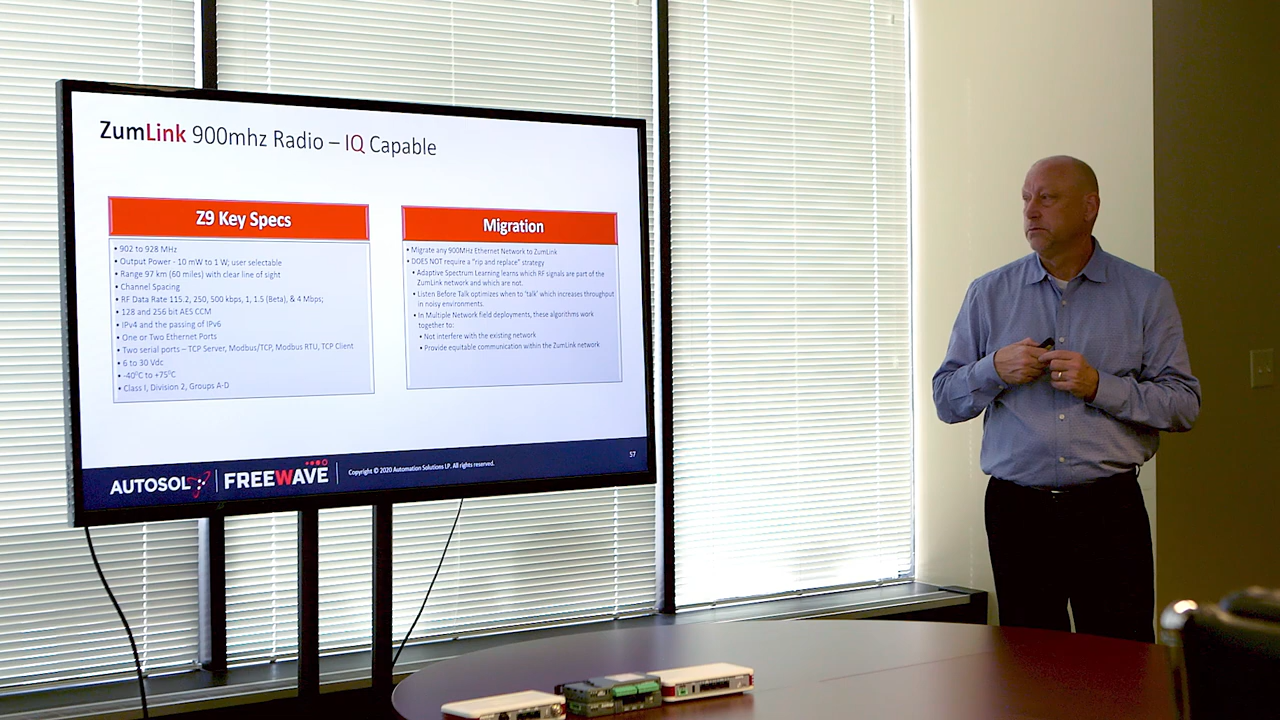 ZumLink 900mhz Radio – IQ Capable
Z9 Key Specs
• 902 to 928 MHz
• Output Power - 10 mW to 1 W; user selectable
• Range 97 km (60 miles) with clear line of sight
• Channel Spacing
• RF Data Rate 115.2, 250, 500 kbps, 1, 1.5 (Beta), & 4 Mbps;
• 128 and 256 bit AES CCM
• IPv4 and the passing of IPv6
• One or Two Ethernet Ports
• Two serial ports – TCP Server, Modbus/TCP, Modbus RTU, TCP Client
• 6 to 30 Vdc
• -40⁰C to +75⁰C
• Class I, Division 2, Groups A-D
Migration
• Migrate any 900MHz Ethernet Network to ZumLink
• DOES NOT require a "rip and replace" strategy
• Adaptive Spectrum Learning learns which RF signals are part of the
ZumLink network and which are not.
• Listen Before Talk optimizes when to 'talk' which increases throughput
in noisy environments.
• In Multiple Network field deployments, these algorithms work
together to:
• Not interfere with the existing network
• Provide equitable communication within the ZumLink network
AUTOSOL FREEWAVE Copyright © 2020 Automation Solutions LP. All rights reserved. 57